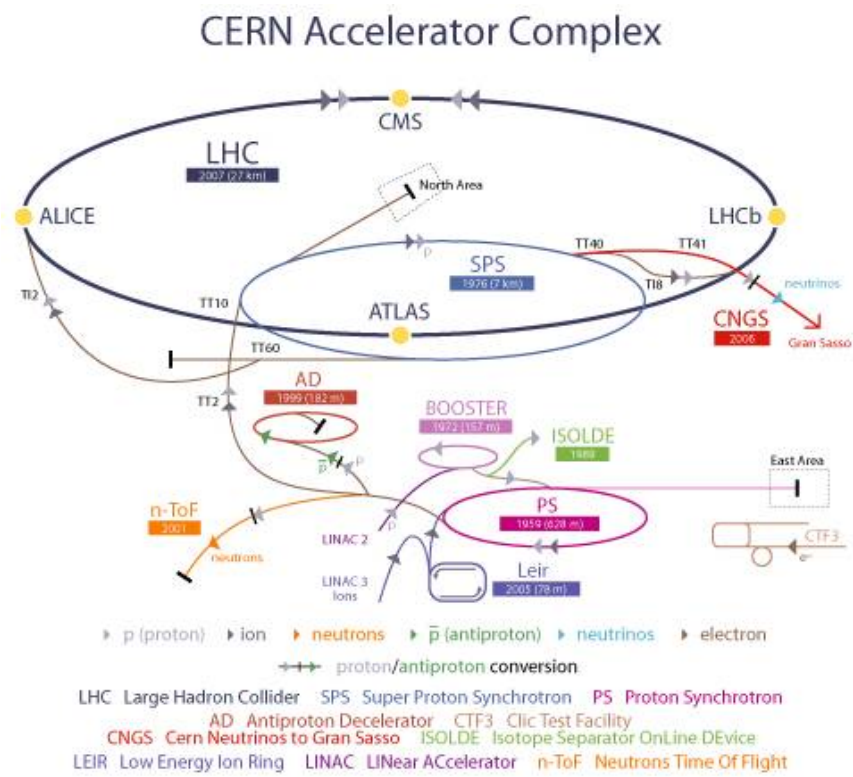 CERN Accelerator Complex
CMS
LHC
2007 (27 km)
North Area
ALICE
LHCb
TT40
TT41
SPS
1976 (7 km)
p
TI8
neutrinos
TI2
TT10
ATLAS
CNGS
2006
Gran Sasso
TT60
AD
1999 (182 m)
TT2
BOOSTER
1972 (157 m)
ISOLDE
1989
East Area
p̅
p
n-ToF
2001
PS
1959 (628 m)
p
LINAC 2
neutrons
CTF3
e-
LINAC 3
Ions
Leir
2005 (78 m)
p (proton) ion neutrons p̅ (antiproton) neutrinos electron
proton/antiproton conversion
LHC Large Hadron Collider SPS Super Proton Synchrotron PS Proton Synchrotron
AD Antiproton Decelerator CTF3 Clic Test Facility
CNGS Cern Neutrinos to Gran Sasso ISOLDE Isotope Separator OnLine DEvice
LEIR Low Energy Ion Ring LINAC LINear ACcelerator n-ToF Neutrons Time Of Flight